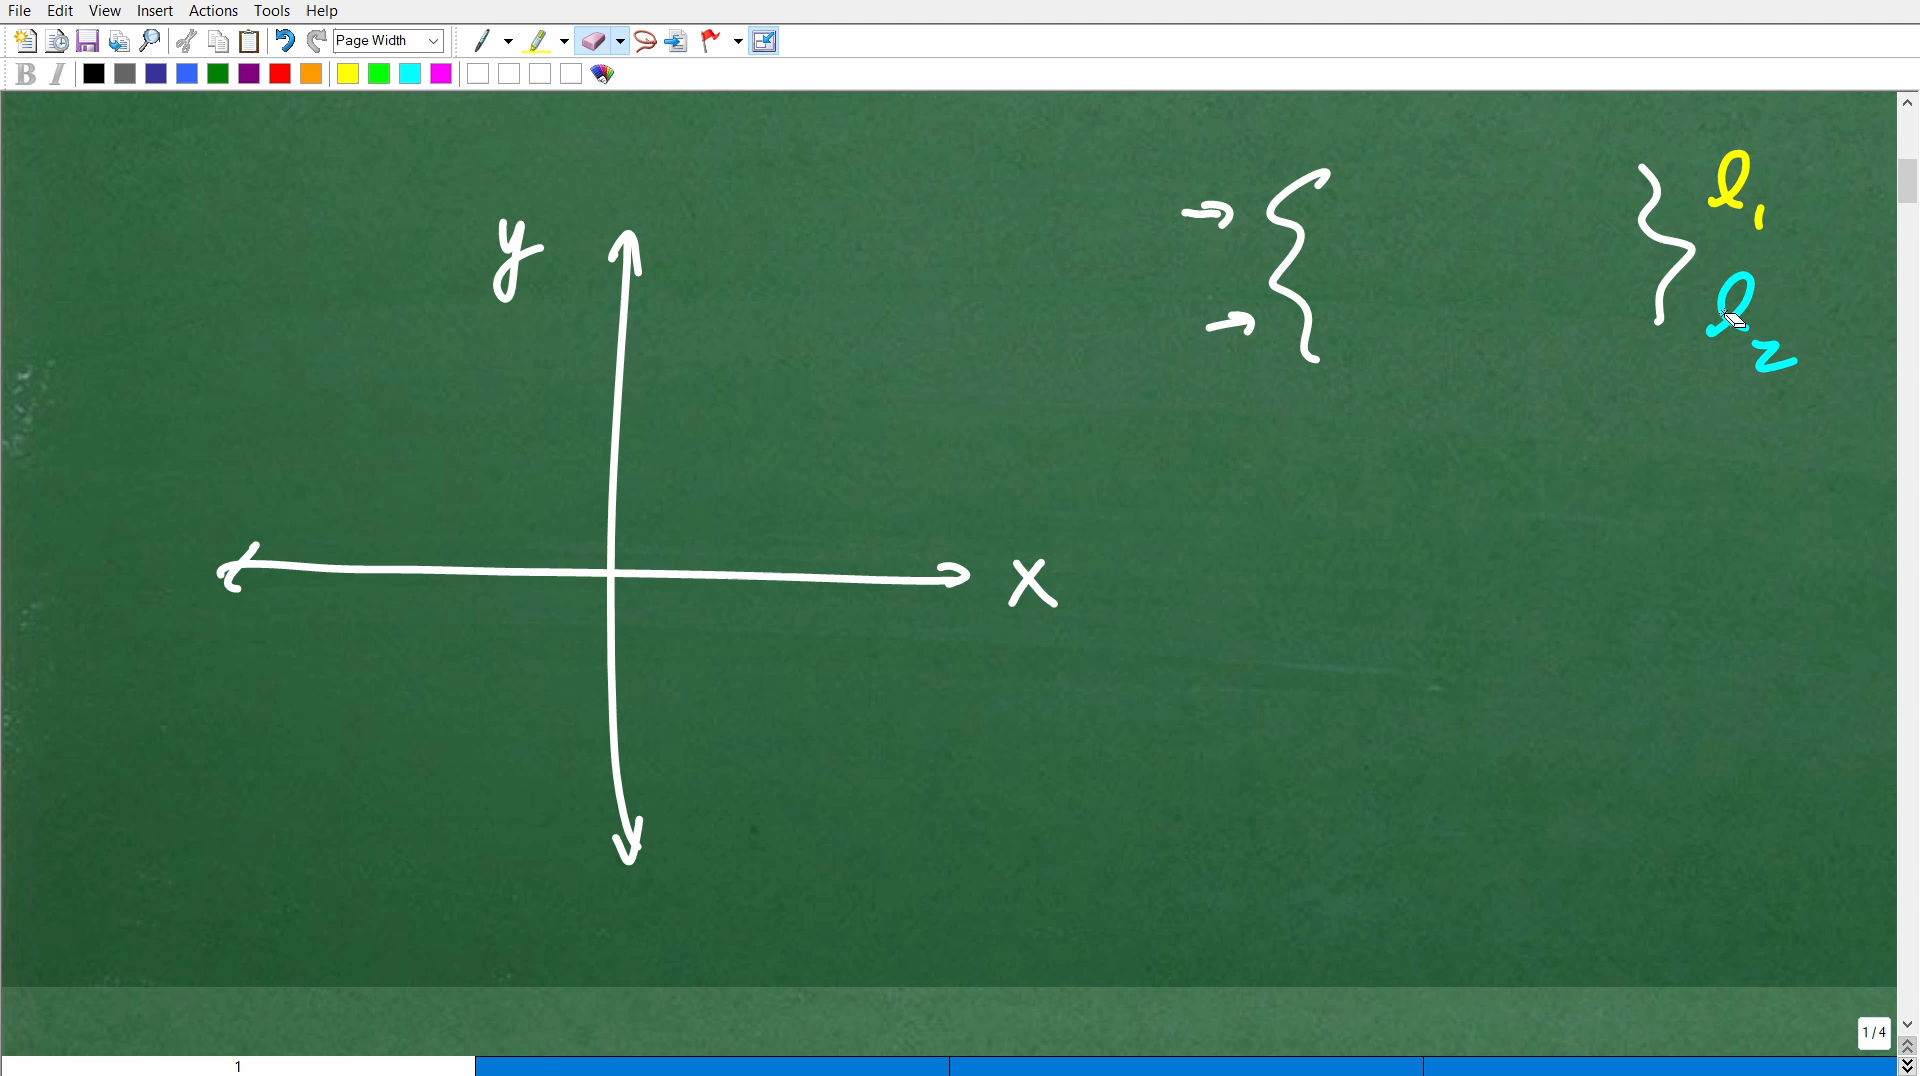 File Edit View Insert Actions Tools Help
Page Width
B I
y
x
l1
l2
1 / 4
1